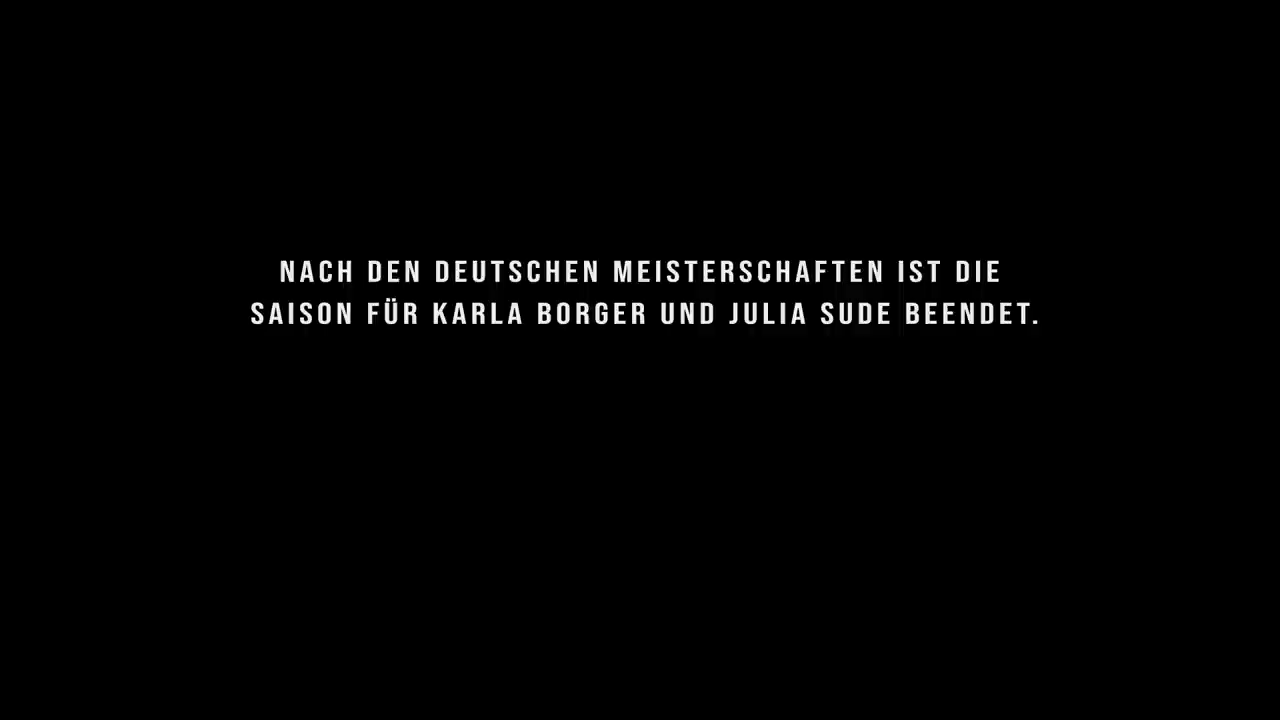 NACH DEN DEUTSCHEN MEISTERSCHAFTEN IST DIE
SAISON FÜR KARLA BORGER UND JULIA SUDE BEENDET.